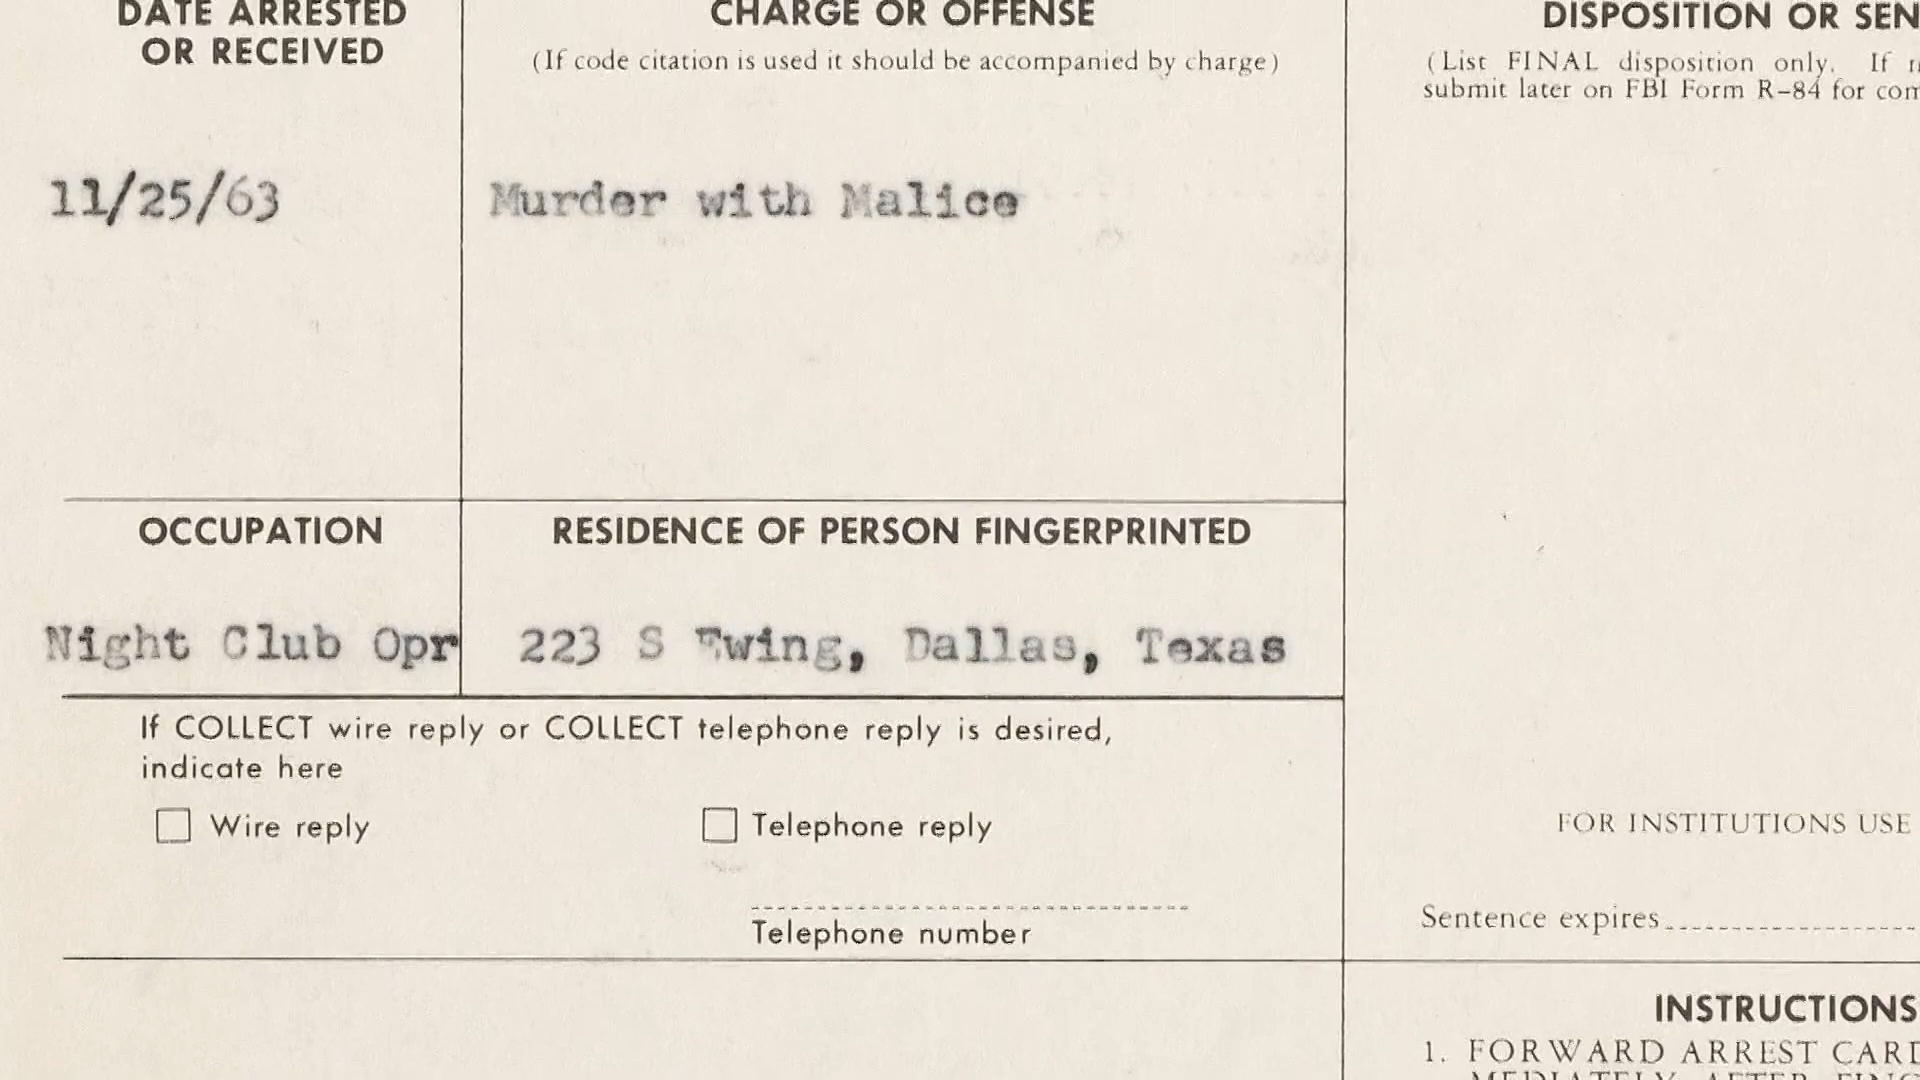 DATE ARRESTED
OR RECEIVED
CHARGE OR OFFENSE
(If code citation is used it should be accompanied by charge)
DISPOSITION OR SEN
(List FINAL disposition only. If
submit later on FBI Form R-84 for com
11/25/63
Murder with Malice
OCCUPATION
RESIDENCE OF PERSON FINGERPRINTED
Night Club Opr
223 S Ewing, Dallas, Texas
If COLLECT wire reply or COLLECT telephone reply is desired,
indicate here
Wire reply
Telephone reply
Telephone number
FOR INSTITUTIONS USE
Sentence expires
INSTRUCTIONS
1. FORWARD ARREST CARD